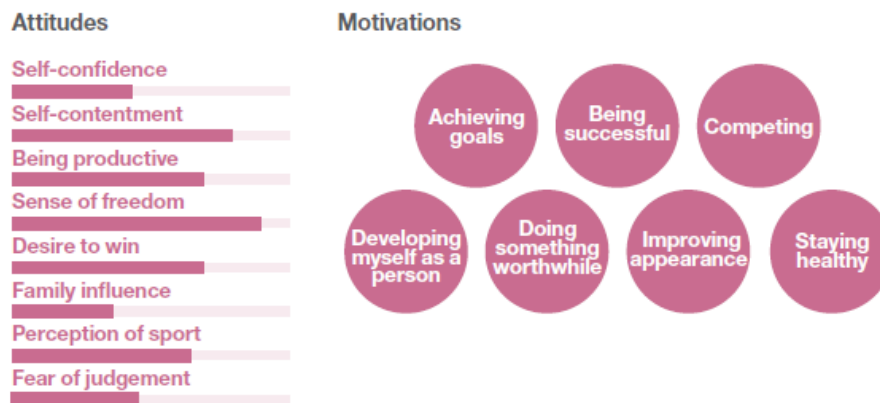 Attitudes
Self-confidence
Self-contentment
Being productive
Sense of freedom
Desire to win
Family influence
Perception of sport
Fear of judgement
Motivations
Achieving
goals
Being
successful
Competing
Developing
myself as a
person
Doing
something
worthwhile
Improving
appearance
Staying
healthy